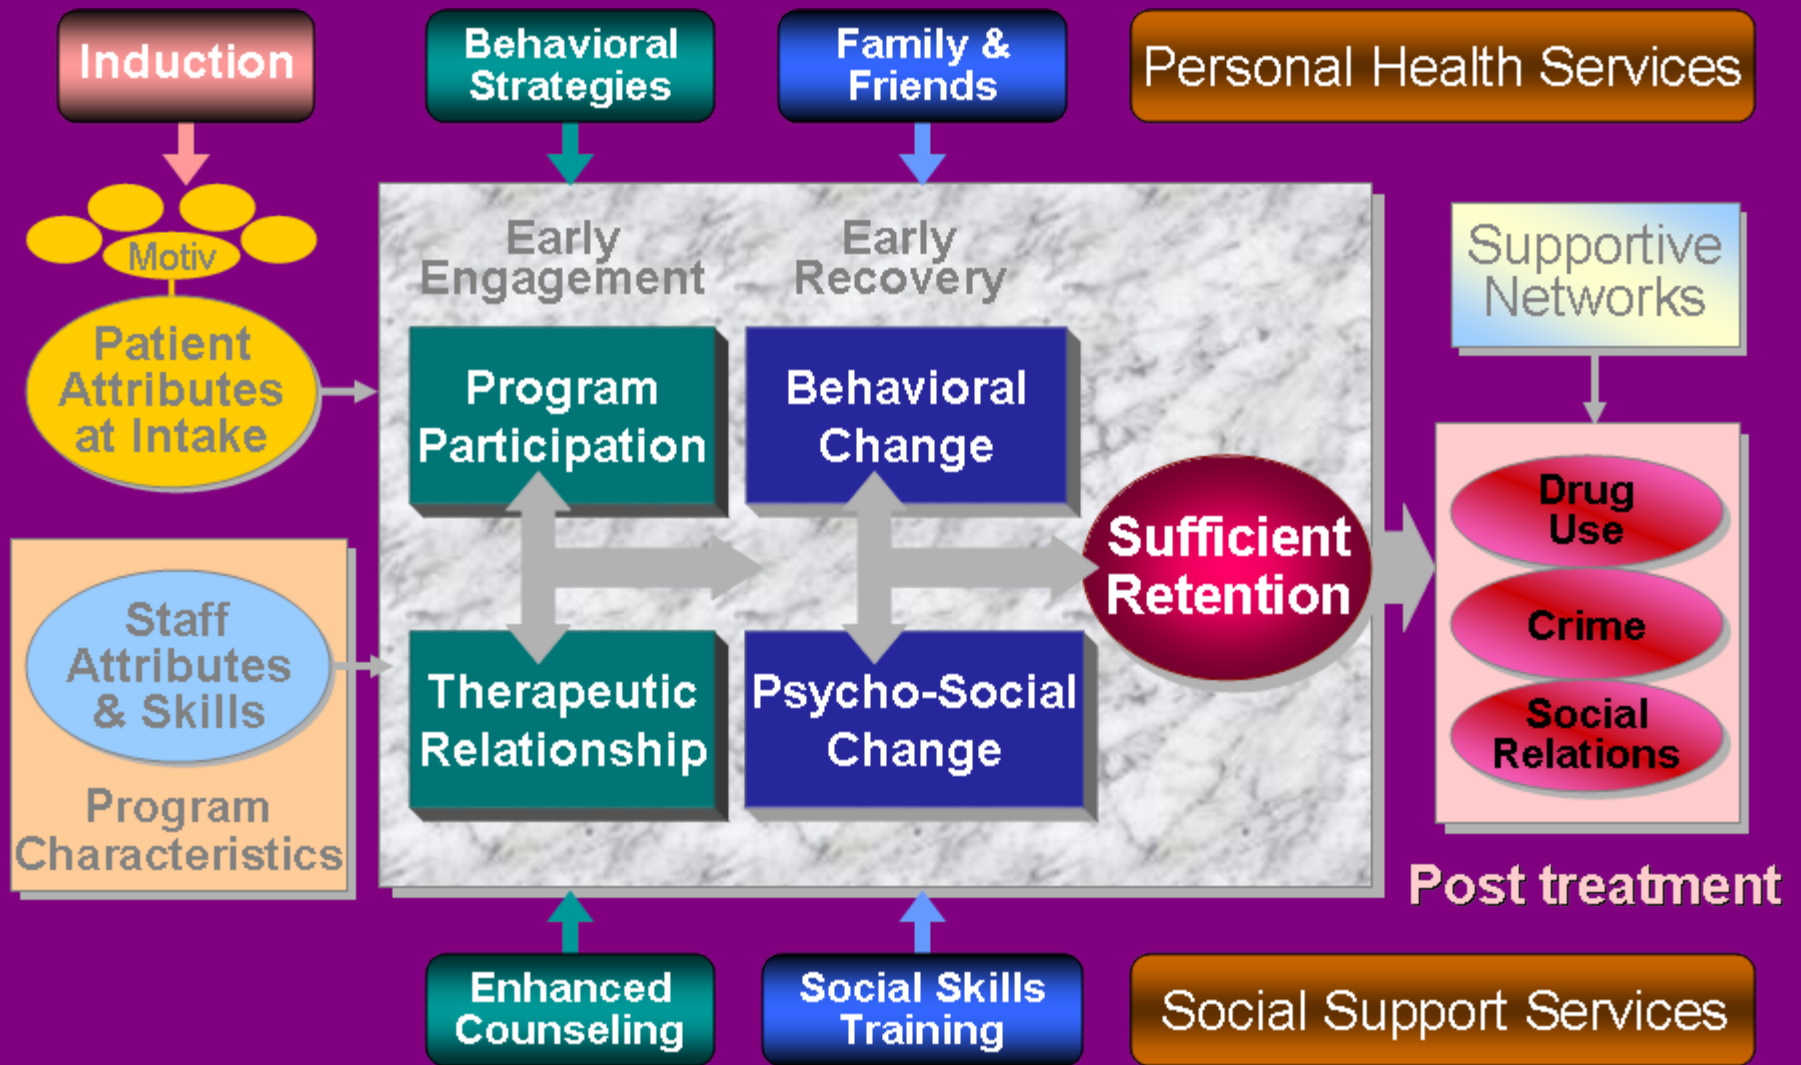 Induction
Behavioral
Strategies
Family &
Friends
Personal Health Services
Motiv
Patient
Attributes
at Intake
Early
Engagement
Early
Recovery
Supportive
Networks
Program
Participation
Behavioral
Change
Sufficient
Retention
Drug
Use
Crime
Social
Relations
Staff
Attributes
& Skills
Program
Characteristics
Therapeutic
Relationship
Psycho-Social
Change
Post treatment
Enhanced
Counseling
Social Skills
Training
Social Support Services